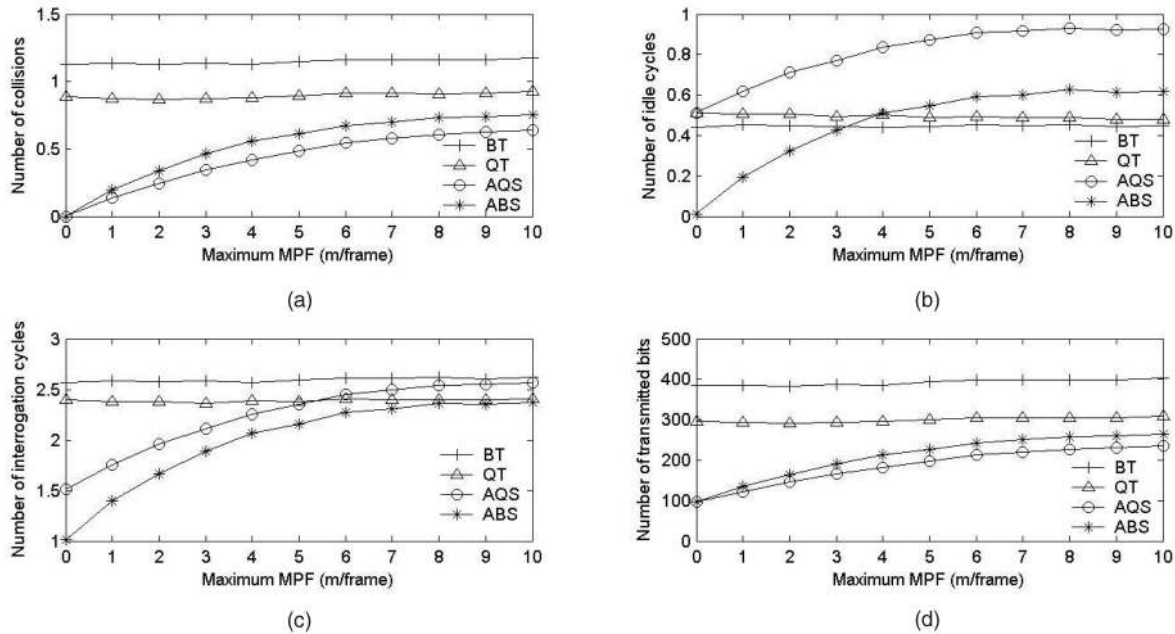 Number of collisions
1.5
1
0.5
0
0 1 2 3 4 5 6 7 8 9 10
Maximum MPF (m/frame)
BT
QT
AQS
ABS
(a)
Number of idle cycles
1
0.8
0.6
0.4
0.2
0
0 1 2 3 4 5 6 7 8 9 10
Maximum MPF (m/frame)
BT
QT
AQS
ABS
(b)
Number of interrogation cycles
3
2.5
2
1.5
1
0 1 2 3 4 5 6 7 8 9 10
Maximum MPF (m/frame)
BT
QT
AQS
ABS
(c)
Number of transmitted bits
500
400
300
200
100
0
0 1 2 3 4 5 6 7 8 9 10
Maximum MPF (m/frame)
BT
QT
AQS
ABS
(d)